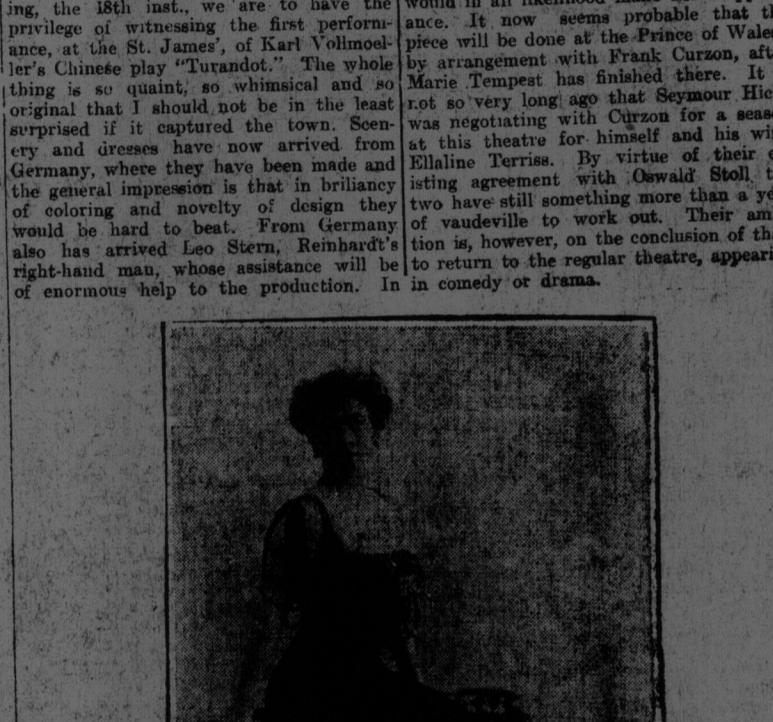 ing, the 18th inst., we are to have the
privilege of witnessing the first perform-
ance, at the St. James', of Karl Vollmoel-
ler's Chinese play "Turandot." The whole
thing is so quaint, so whimsical and so
original that I should not be in the least
surprised if it captured the town. Scen-
ery and dresses have now arrived from
Germany, where they have been made and
the general impression is that in briliancy
of coloring and novelty of design they
would be hard to beat. From Germany
also has arrived Leo Stern, Reinhardt's
right-hand man, whose assistance will be
of enormous help to the production. In
would in all likelihood
ance. It now seems probable that th
piece will be done at the Prince of Wale
by arrangement with Frank Curzon, aft
Marie Tempest has finished there. It
not so very long ago that Seymour Hic
was negotiating with Curzon for a seas
at this theatre for himself and his wi
Ellaline Terriss. By virtue of their e
isting agreement with Oswald Stoll t
two have still something more than a ye
of vaudeville to work out. Their am
tion is, however, on the conclusion of th
to return to the regular theatre, appeari
in comedy or drama.